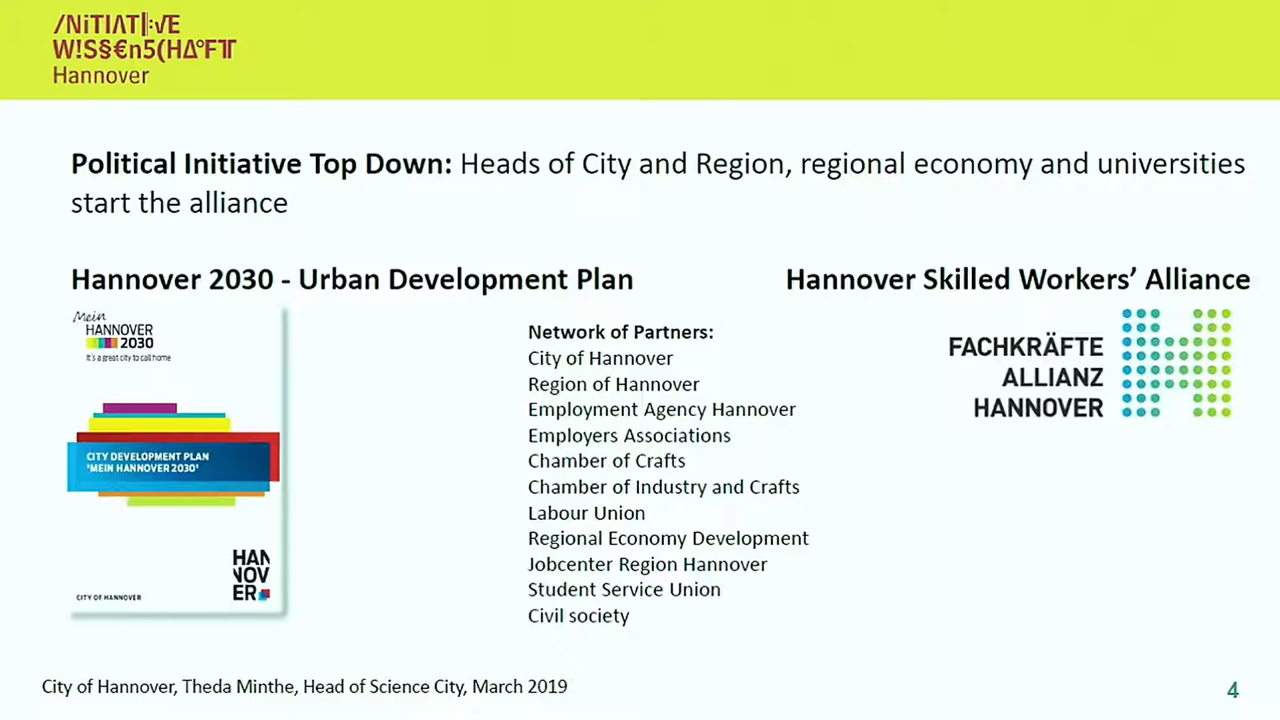 /NiTIΛT|:√E
W!S§€n5(HΔ°FT
Hannover
Political Initiative Top Down: Heads of City and Region, regional economy and universities
start the alliance
Hannover 2030 - Urban Development Plan
Hannover Skilled Workers’ Alliance
Mein
HANNOVER
2030
It's a great city to call home
CITY DEVELOPMENT PLAN
"MEIN HANNOVER 2030"
HAN
NOV
ER
CITY OF HANNOVER
Network of Partners:
City of Hannover
Region of Hannover
Employment Agency Hannover
Employers Associations
Chamber of Crafts
Chamber of Industry and Crafts
Labour Union
Regional Economy Development
Jobcenter Region Hannover
Student Service Union
Civil society
FACHKRÄFTE
ALLIANZ
HANNOVER
City of Hannover, Theda Minthe, Head of Science City, March 2019
4